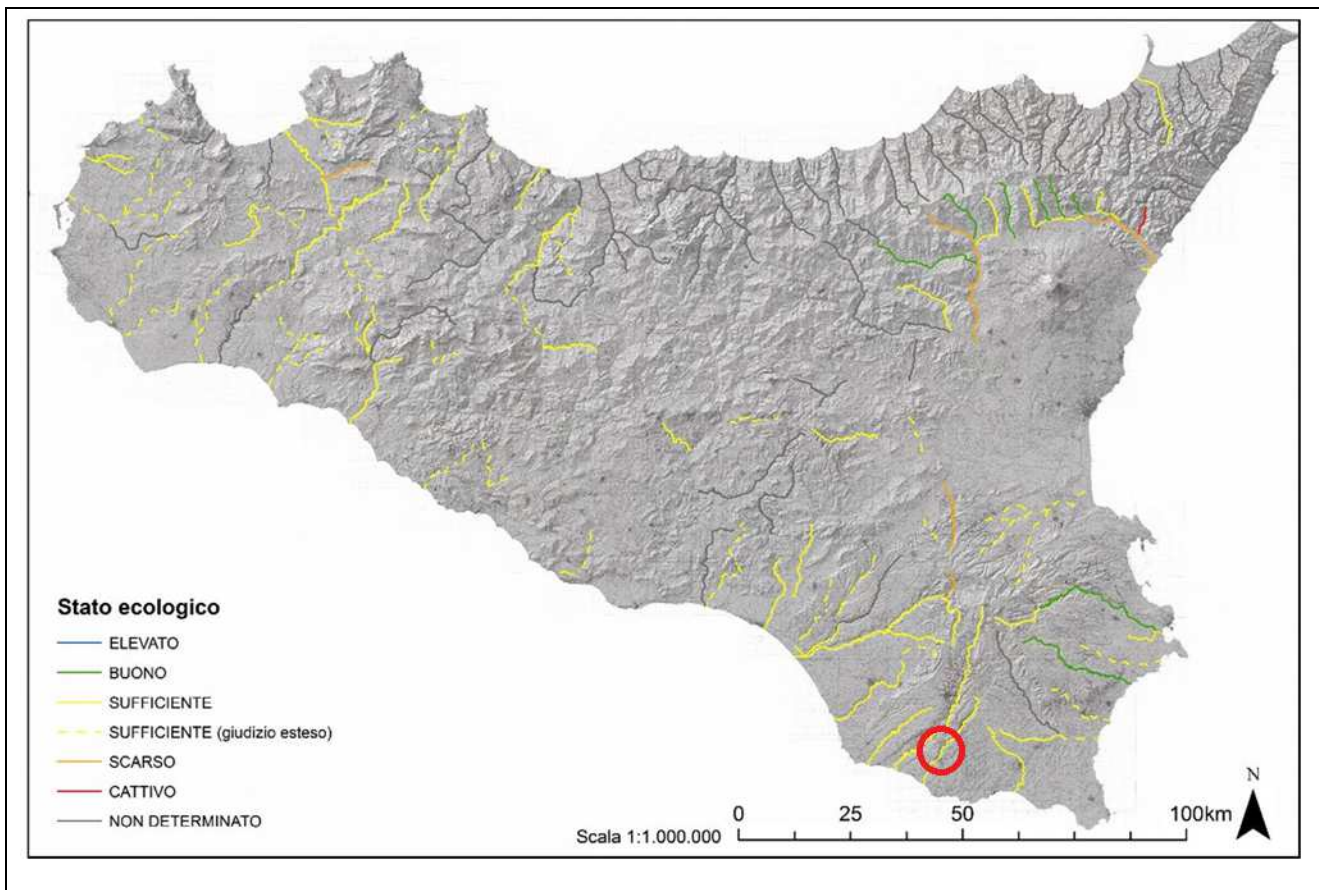 Stato ecologico
ELEVATO
BUONO
SUFFICIENTE
SUFFICIENTE (giudizio esteso)
SCARSO
CATTIVO
NON DETERMINATO
N
0 25 50 100km
Scala 1:1.000.000